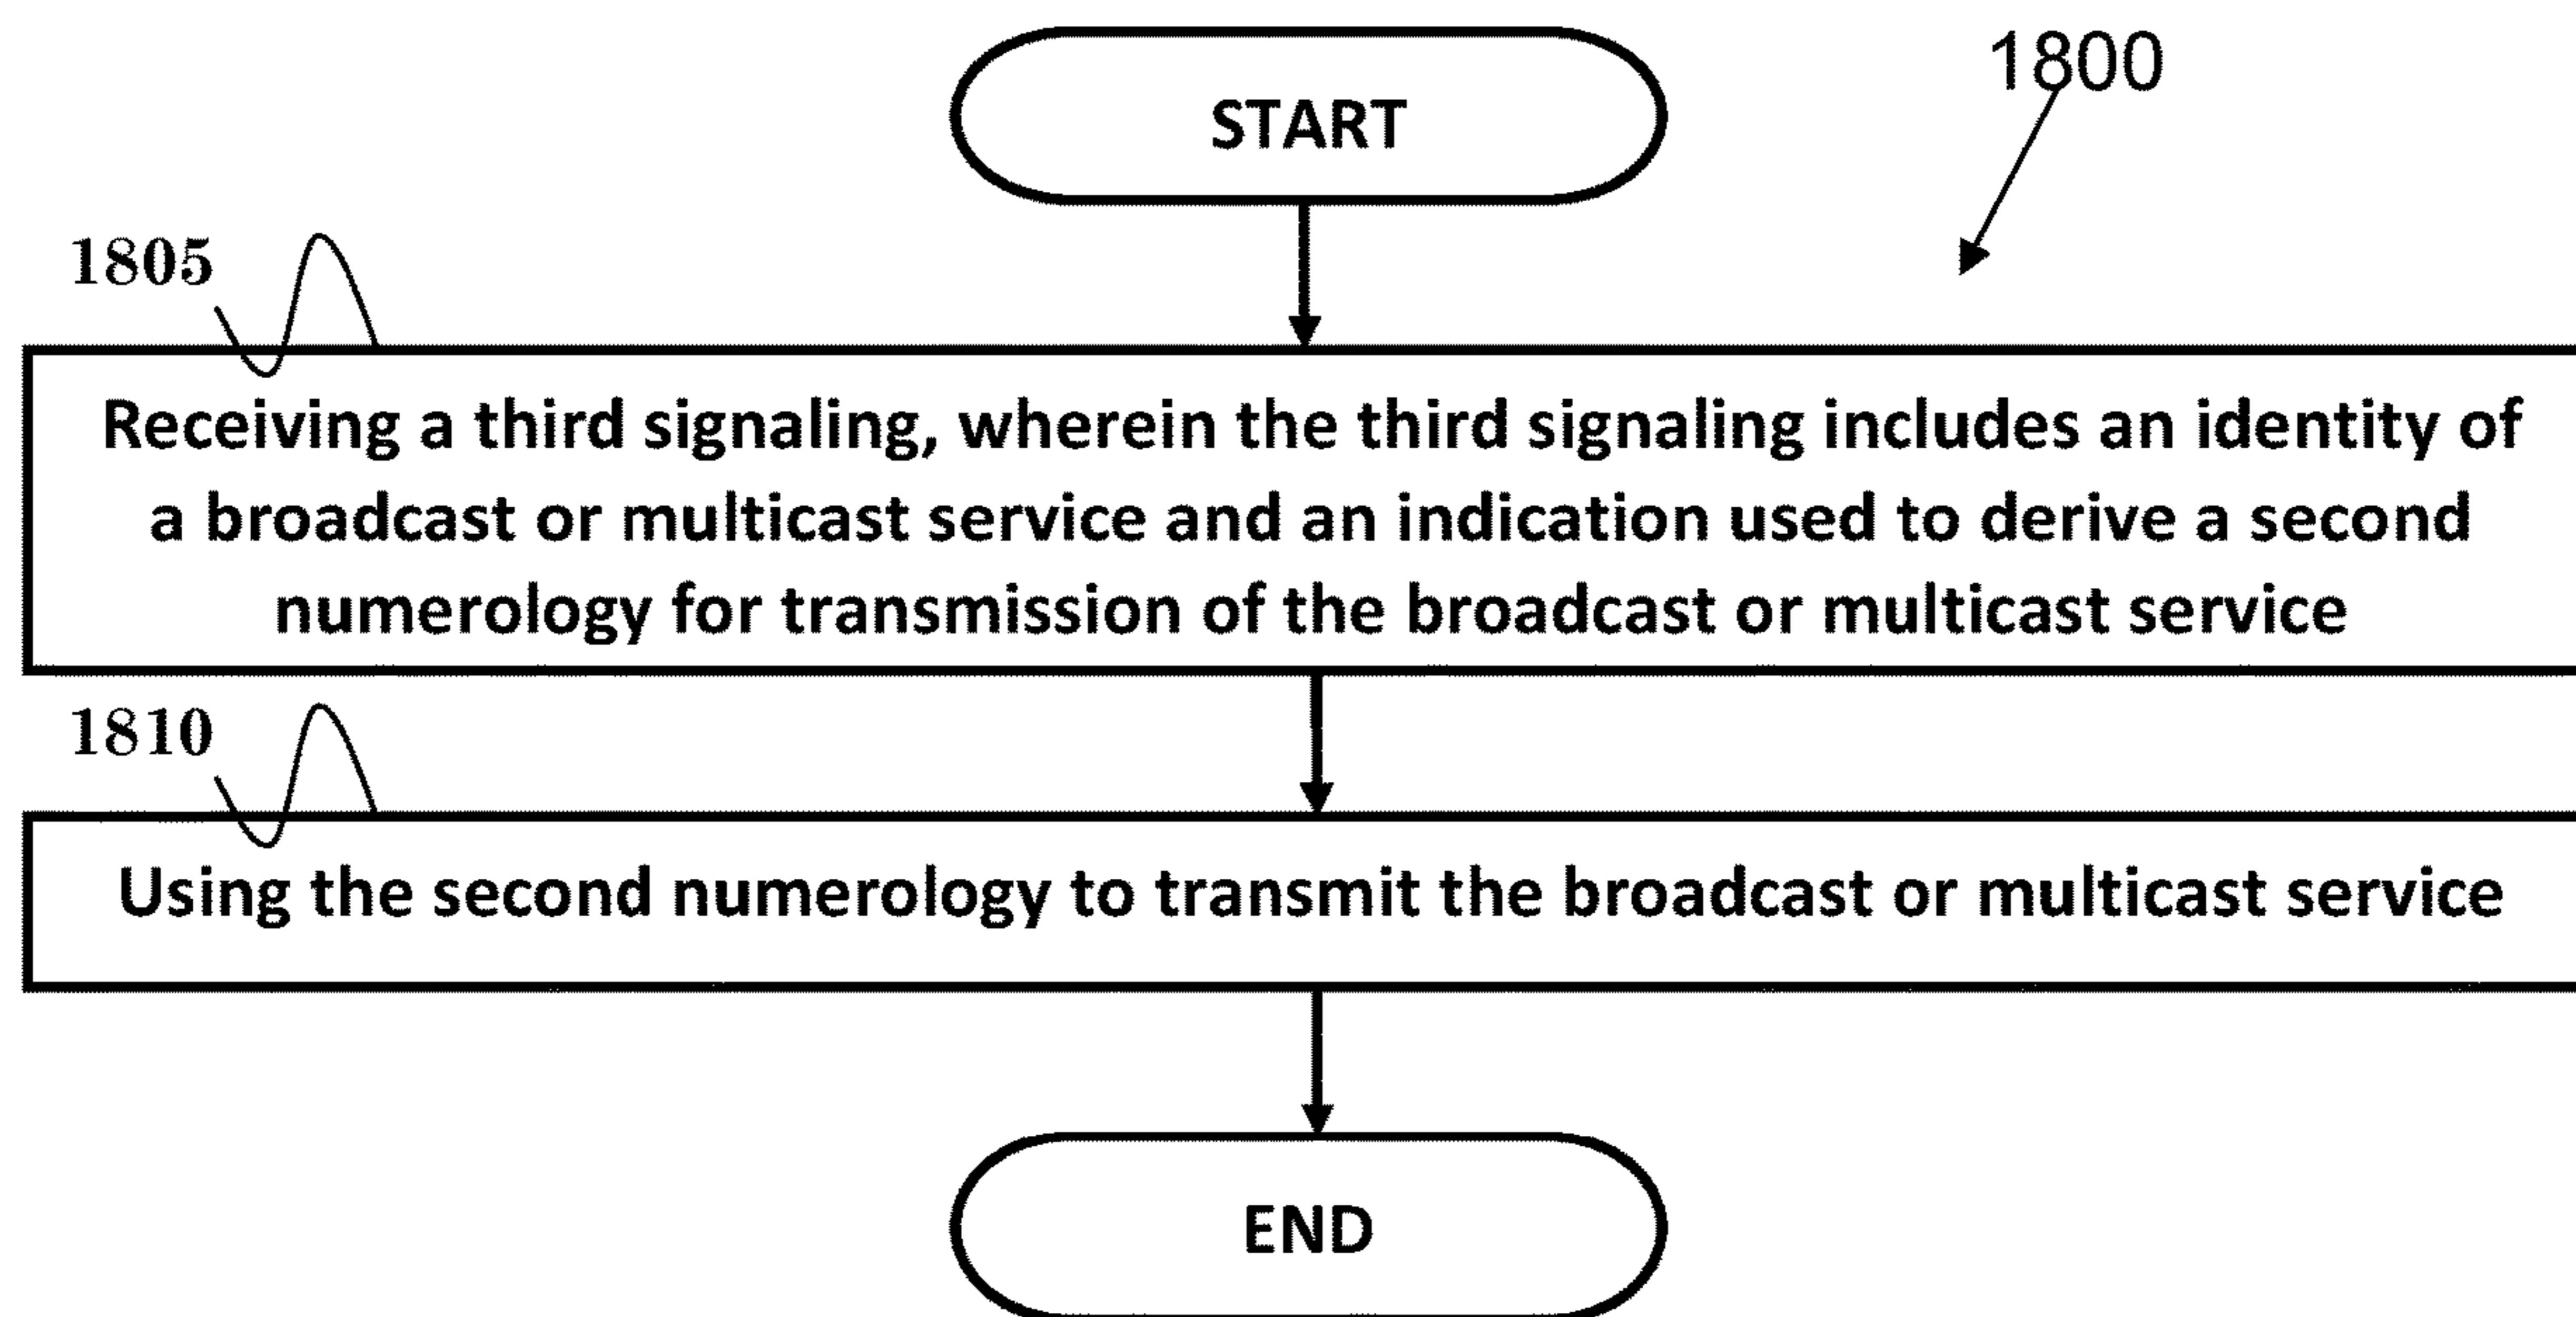 START
1800
1805
Receiving a third signaling, wherein the third signaling includes an identity of
a broadcast or multicast service and an indication used to derive a second
numerology for transmission of the broadcast or multicast service
1810
Using the second numerology to transmit the broadcast or multicast service
END